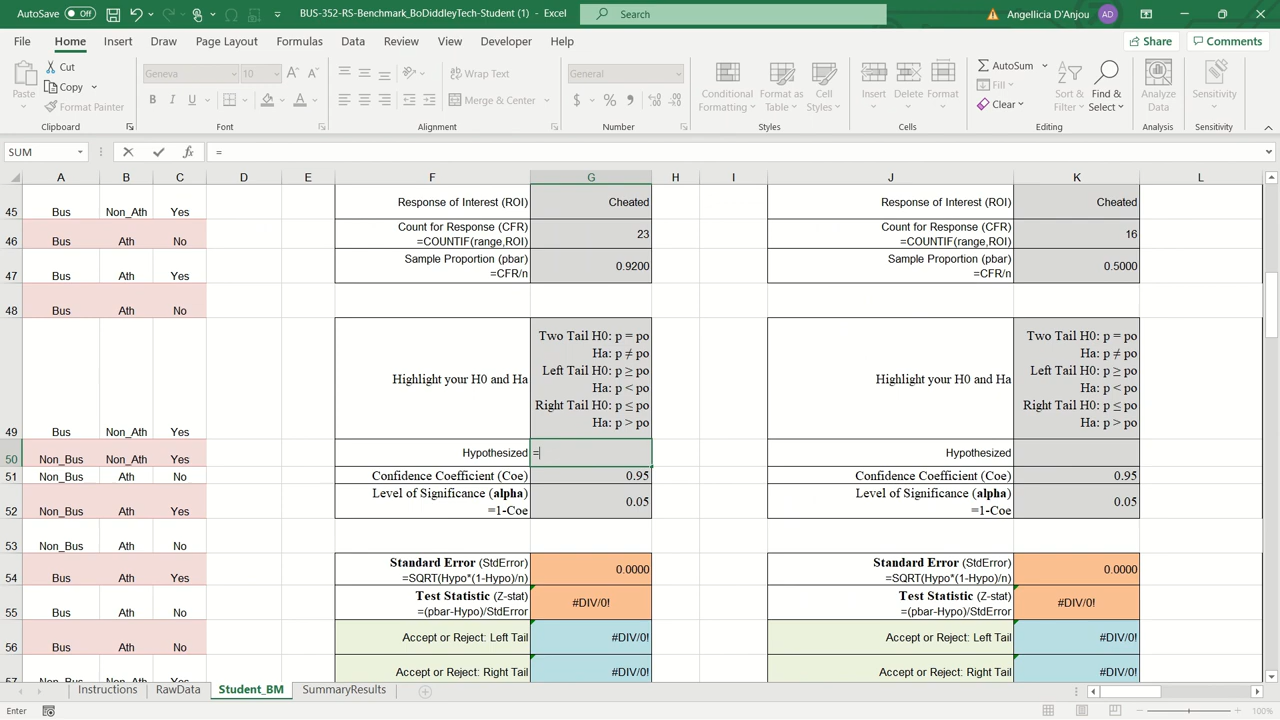 AutoSave Off BUS-352-RS-Benchmark_BoDiddleyTech-Student (1) - Excel Search Angellicia D'Anjou AD
File Home Insert Draw Page Layout Formulas Data Review View Developer Help Share Comments
Paste Cut Copy Format Painter Clipboard
Geneva 10 B I U A Font
Wrap Text Merge & Center Alignment
General $ % Number
Conditional Formatting Format as Table Cell Styles Styles
Insert Delete Format Cells
AutoSum Fill Clear Sort & Filter Find & Select Editing
Analyze Data Analysis
Sensitivity Sensitivity
SUM fx =
A B C D E F G H I J K L
45 Bus Non_Ath Yes Response of Interest (ROI) Cheated Response of Interest (ROI) Cheated
46 Bus Ath No Count for Response (CFR) 23 Count for Response (CFR) 16
=COUNTIF(range,ROI) =COUNTIF(range,ROI)
47 Bus Ath Yes Sample Proportion (pbar) 0.9200 Sample Proportion (pbar) 0.5000
=CFR/n =CFR/n
48 Bus Ath No
Two Tail H0: p = po Two Tail H0: p = po
Ha: p ≠ po Ha: p ≠ po
Left Tail H0: p ≥ po Left Tail H0: p ≥ po
Highlight your H0 and Ha Ha: p < po Highlight your H0 and Ha Ha: p < po
Right Tail H0: p ≤ po Right Tail H0: p ≤ po
49 Bus Non_Ath Yes Ha: p > po Ha: p > po
50 Non_Bus Non_Ath Yes Hypothesized = Hypothesized
51 Non_Bus Ath No Confidence Coefficient (Coe) 0.95 Confidence Coefficient (Coe) 0.95
52 Non_Bus Ath Yes Level of Significance (alpha) 0.05 Level of Significance (alpha) 0.05
=1-Coe =1-Coe
53 Non_Bus Ath No
54 Bus Ath Yes Standard Error (StdError) 0.0000 Standard Error (StdError) 0.0000
=SQRT(Hypo*(1-Hypo)/n) =SQRT(Hypo*(1-Hypo)/n)
55 Bus Ath No Test Statistic (Z-stat) #DIV/0! Test Statistic (Z-stat) #DIV/0!
=(pbar-Hypo)/StdError =(pbar-Hypo)/StdError
56 Bus Ath No Accept or Reject: Left Tail #DIV/0! Accept or Reject: Left Tail #DIV/0!
57 Accept or Reject: Right Tail #DIV/0! Accept or Reject: Right Tail #DIV/0!
Instructions RawData Student_BM SummaryResults
Enter 100%